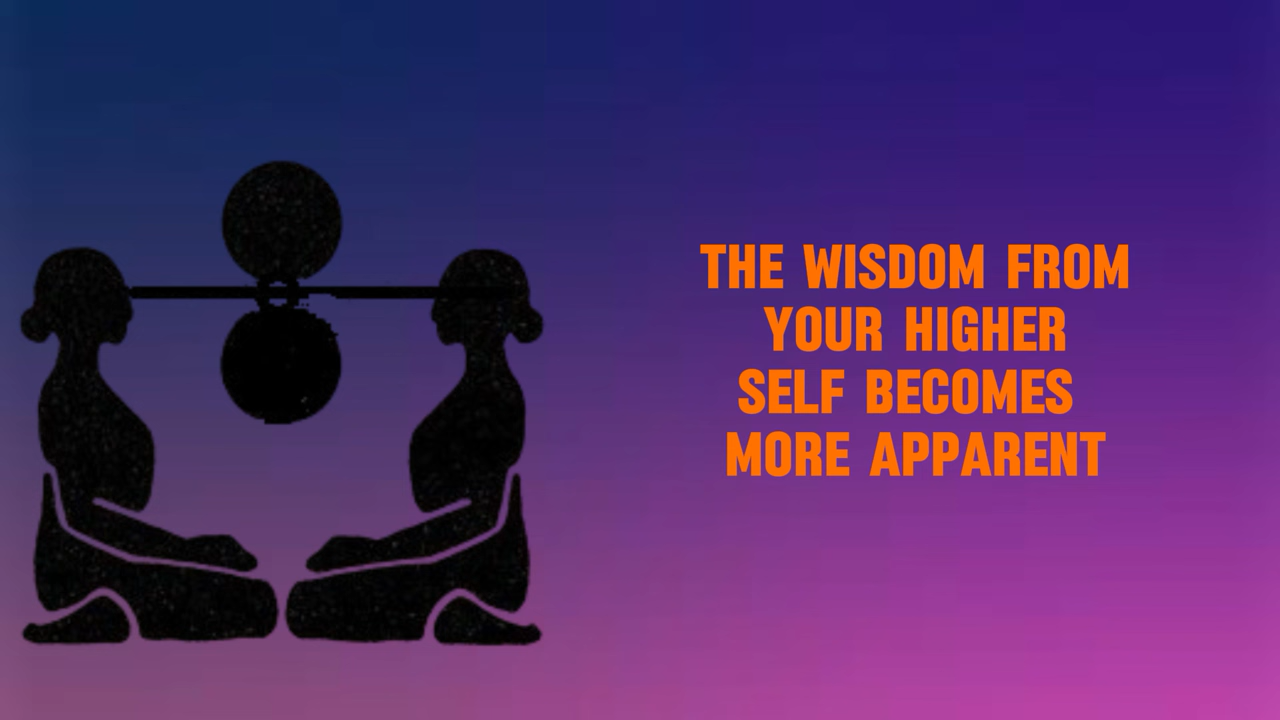 THE WISDOM FROM
YOUR HIGHER
SELF BECOMES
MORE APPARENT